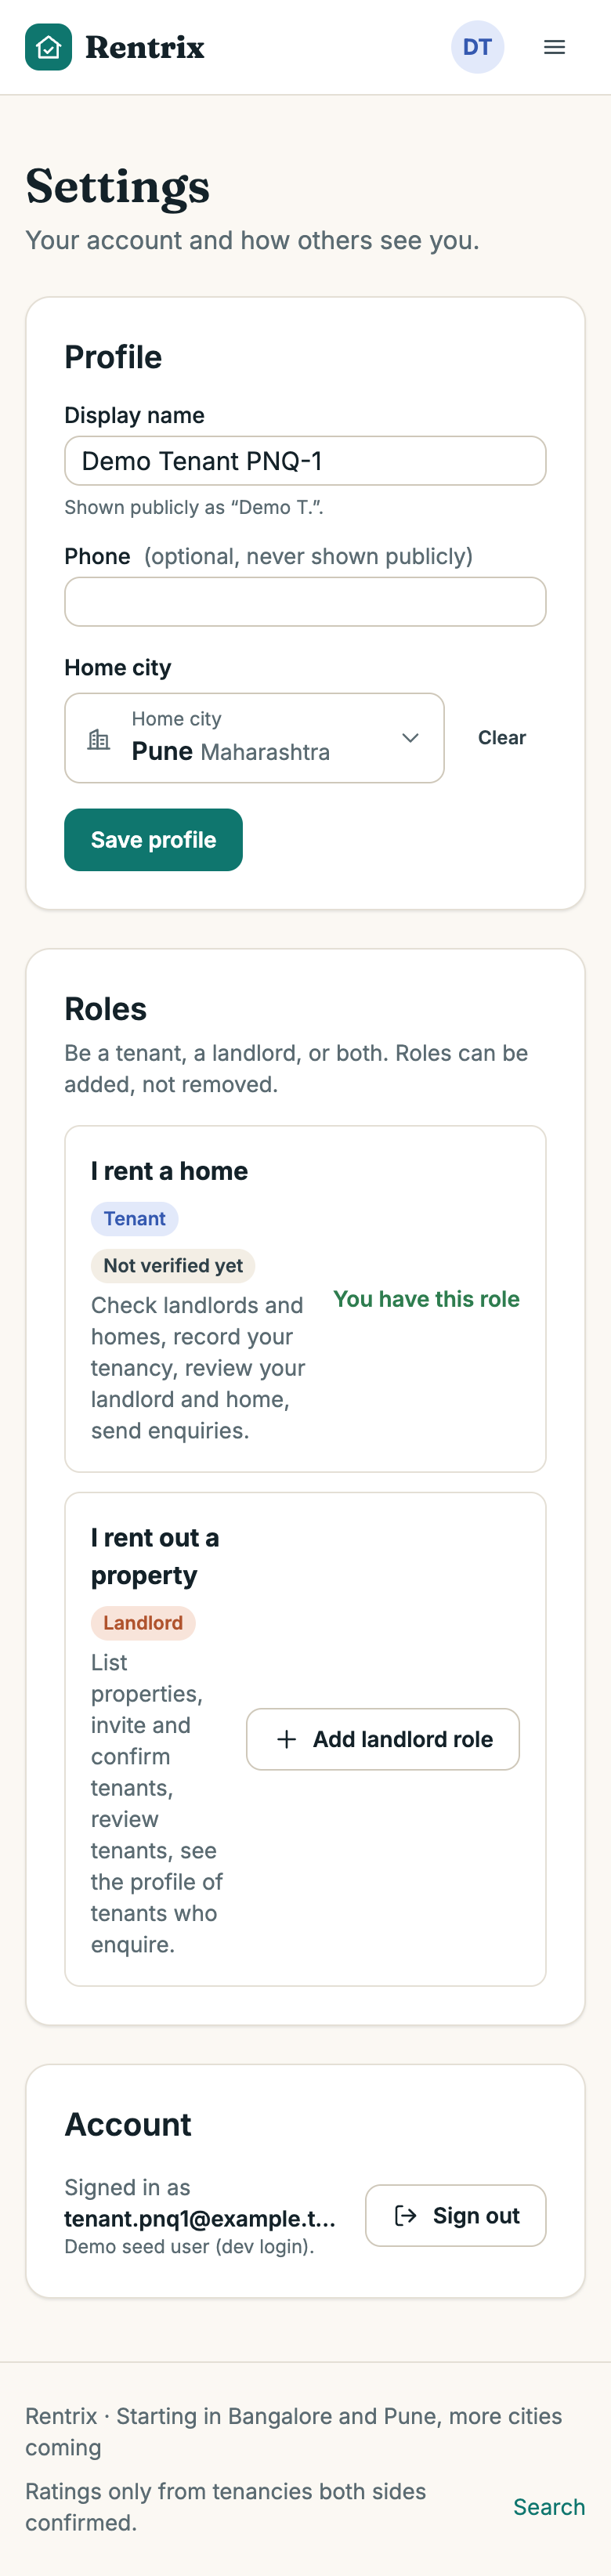 Rentrix
DT
Settings
Your account and how others see you.
Profile
Display name
Demo Tenant PNQ-1
Shown publicly as “Demo T.”.
Phone (optional, never shown publicly)
Home city
Home city
Pune Maharashtra
Clear
Save profile
Roles
Be a tenant, a landlord, or both. Roles can be
added, not removed.
I rent a home
Tenant
Not verified yet
Check landlords and
homes, record your
tenancy, review your
landlord and home,
send enquiries.
You have this role
I rent out a
property
Landlord
List
properties,
invite and
confirm
tenants,
review
tenants, see
the profile of
tenants who
enquire.
Add landlord role
Account
Signed in as
tenant.pnq1@example.t...
Demo seed user (dev login).
Sign out
Rentrix · Starting in Bangalore and Pune, more cities
coming
Ratings only from tenancies both sides
confirmed.
Search